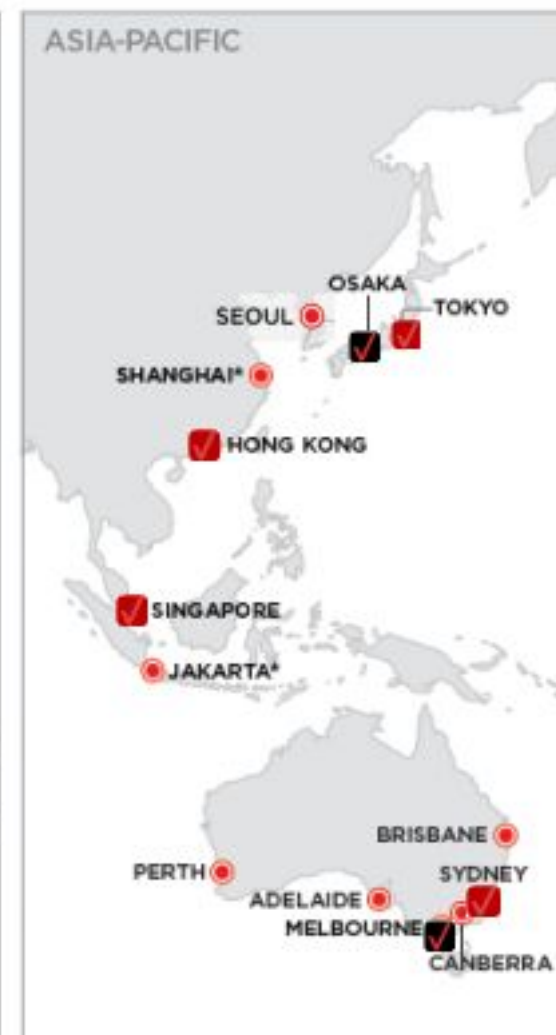 ASIA-PACIFIC
OSAKA
TOKYO
SEOUL
SHANGHAI*
HONG KONG
SINGAPORE
JAKARTA*
BRISBANE
PERTH
SYDNEY
ADELAIDE
MELBOURNE
CANBERRA